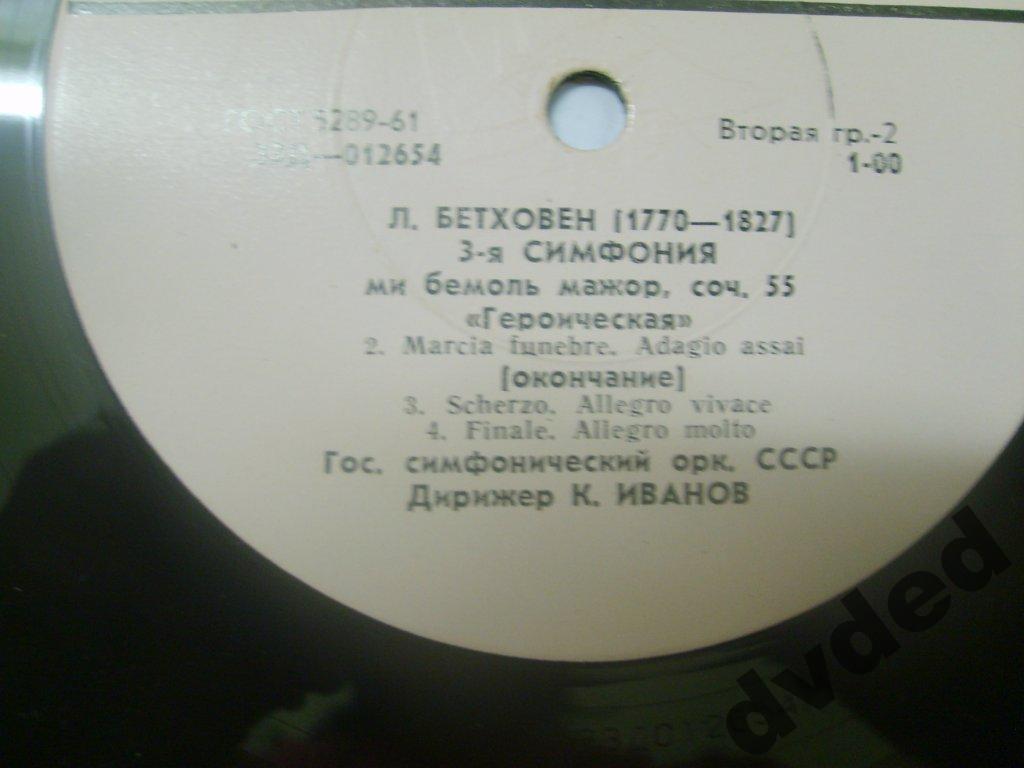 5289-61
Вторая гр.-2
33Д—012654
1-00
Л. БЕТХОВЕН [1770—1827]
3-я СИМФОНИЯ
ми бемоль мажор, соч. 55
«Героическая»
2. Marcia funebre. Adagio assai
[окончание]
3. Scherzo. Allegro vivace
4. Finale. Allegro molto
Гос. симфонический орк. СССР
Дирижер К. ИВАНОВ
dvded